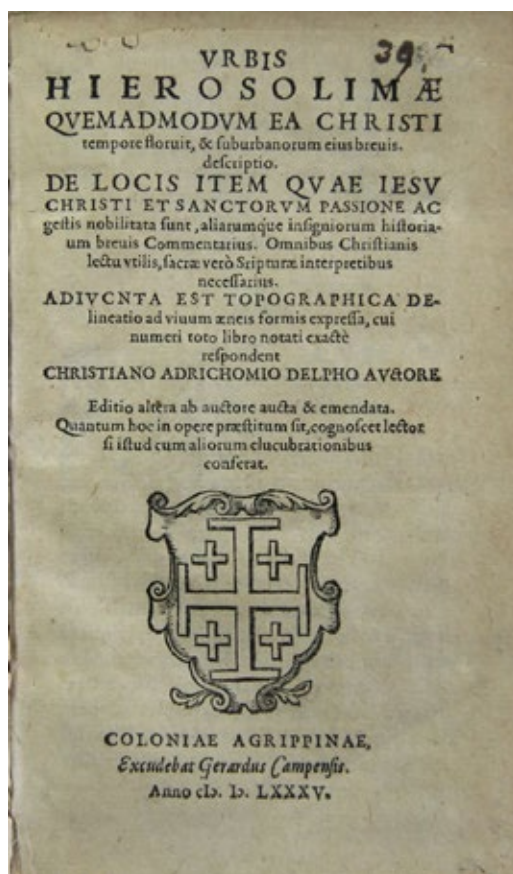 39.
VRBIS
HIEROSOLIMÆ
QVEMADMODVM EA CHRISTI
tempore floruit, & ſuburbanorum eius breuis.
deſcriptio.
DE LOCIS ITEM QVAE IESV
CHRISTI ET SANCTORVM PASSIONE AC
geſtis nobilitata ſunt, aliarumque inſigniorum hiſtoria-
um breuis Commentarius. Omnibus Chriſtianis
lectu vtilis, ſacræ verò Scripturæ interpretibus
neceſſarius.
ADIVCNTA EST TOPOGRAPHICA DE-
lineatio ad viuum æneis formis expreſſa, cui
numeri toto libro notati exactè
reſpondent
CHRISTIANO ADRICHOMIO DELPHO AVctORE.
Editio altera ab auctore aucta & emendata.
Quantum hoc in opere præſtitum ſit, cognoſcet lector
ſi iſtud cum aliorum elucubrationibus
conferat.
COLONIAE AGRIPPINAE,
Excudebat Gerardus Campenſis.
Anno cIↄ. Iↄ. LXXXV.